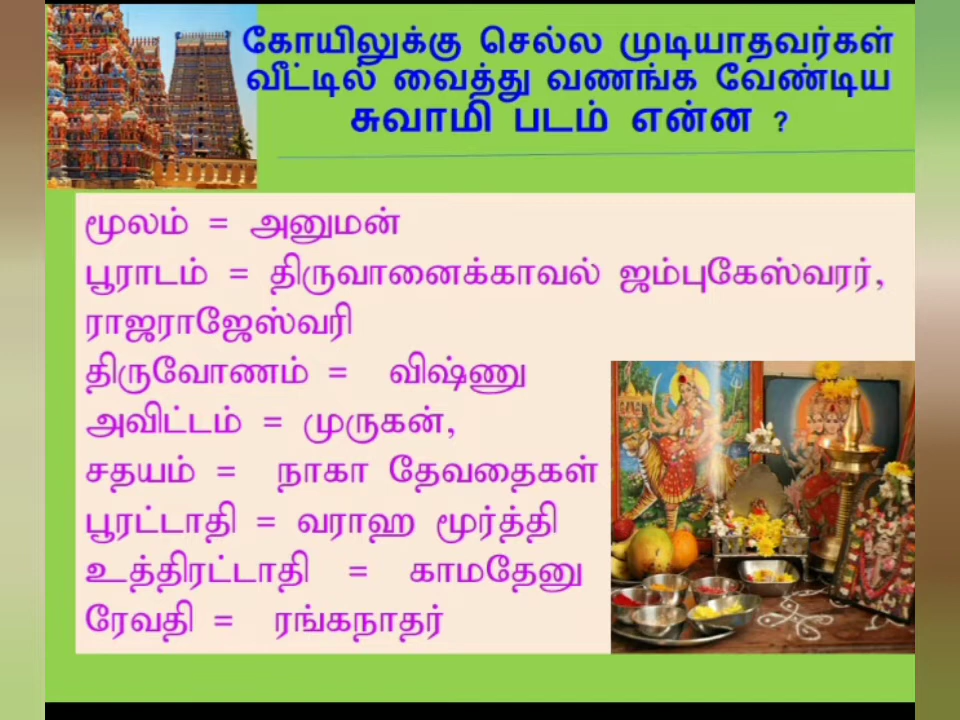 கோயிலுக்கு செல்ல முடியாதவர்கள்
வீட்டில் வைத்து வணங்க வேண்டிய
சுவாமி படம் என்ன ?
மூலம் = அனுமன்
பூராடம் = திருவானைக்காவல் ஜம்புகேஸ்வரர்,
ராஜராஜேஸ்வரி
திருவோணம் = விஷ்ணு
அவிட்டம் = முருகன்,
சதயம் = நாகா தேவதைகள்
பூரட்டாதி = வராஹ மூர்த்தி
உத்திரட்டாதி = காமதேனு
ரேவதி = ரங்கநாதர்